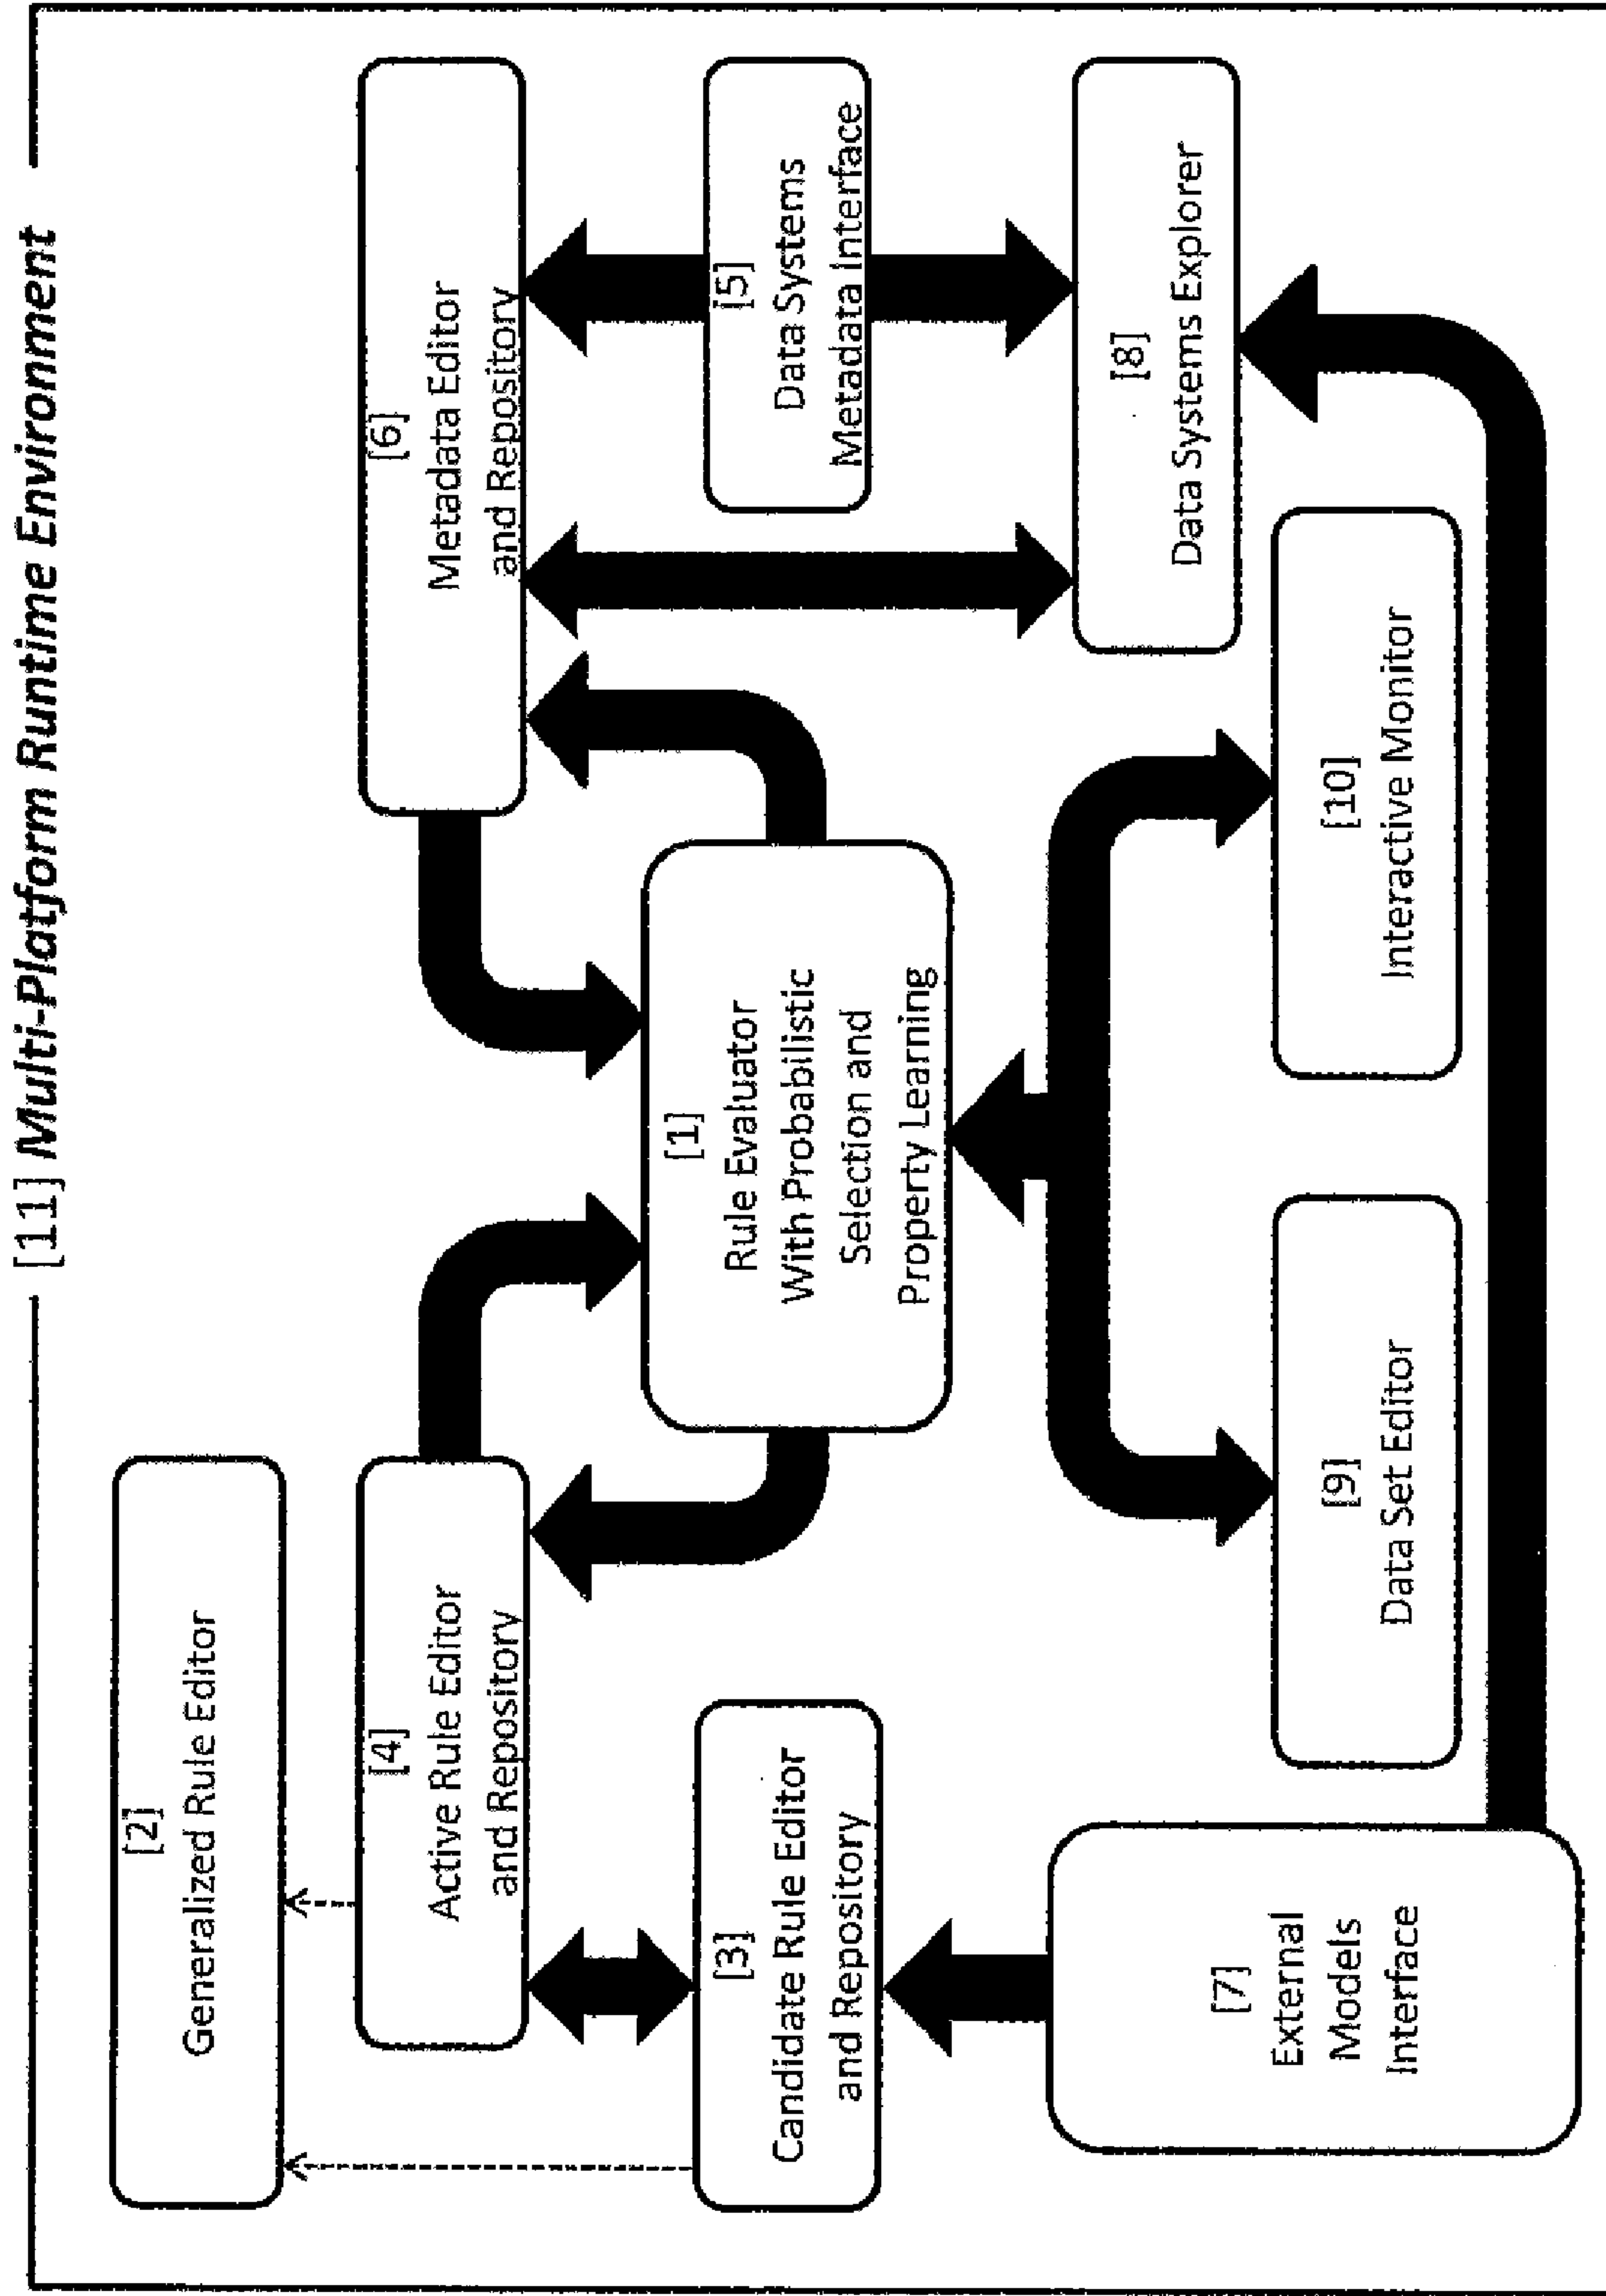 [11] Multi-Platform Runtime Environment
[2]
Generalized Rule Editor
[4]
Active Rule Editor
and Repository
[6]
Metadata Editor
and Repository
[3]
Candidate Rule Editor
and Repository
[1]
Rule Evaluator
With Probabilistic
Selection and
Property Learning
[5]
Data Systems
Metadata Interface
[7]
External
Models
Interface
[9]
Data Set Editor
[10]
Interactive Monitor
[8]
Data Systems Explorer